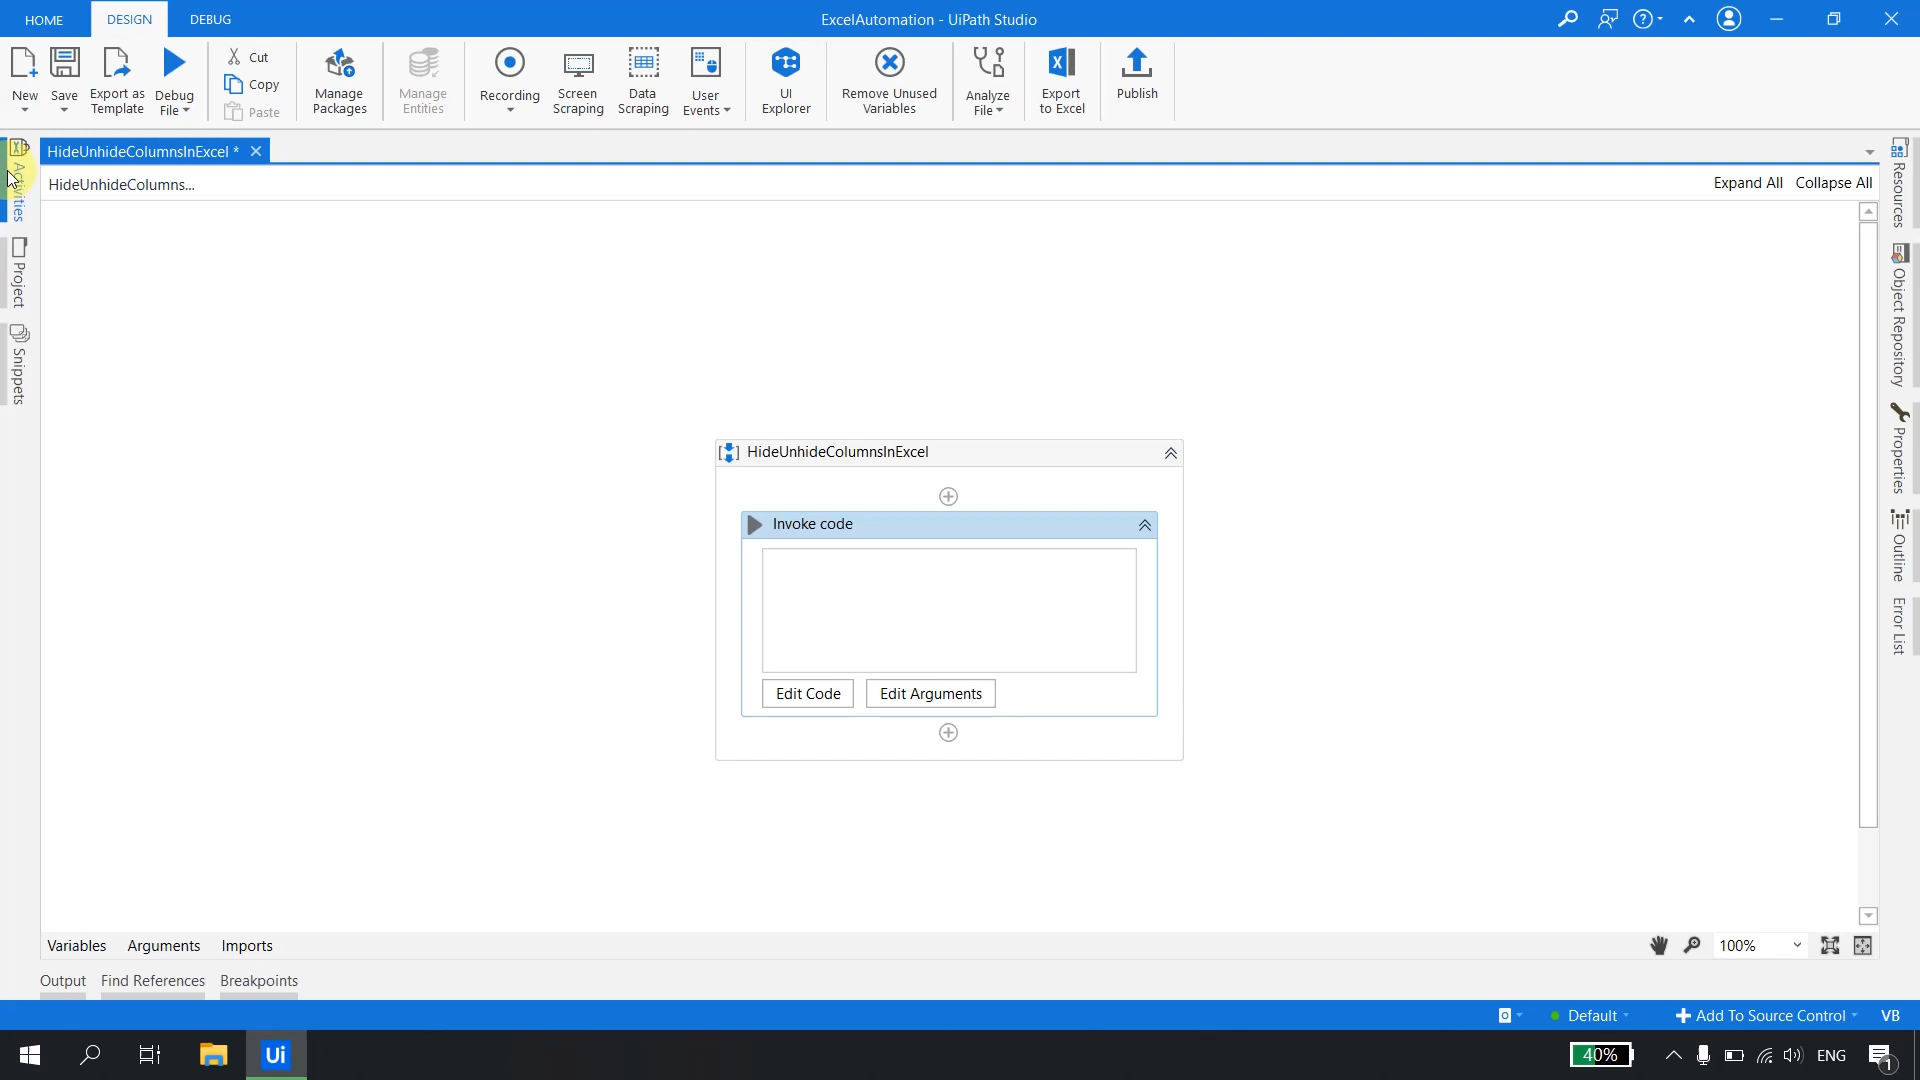 HOME DESIGN DEBUG ExcelAutomation - UiPath Studio
New Save Export as Template Debug File Cut Copy Paste Manage Packages Manage Entities Recording Screen Scraping Data Scraping User Events UI Explorer Remove Unused Variables Analyze File Export to Excel Publish
HideUnhideColumnsInExcel *
HideUnhideColumns... Expand All Collapse All
Activities
Project
Snippets
Resources
Object Repository
Properties
Outline
Error List
HideUnhideColumnsInExcel
Invoke code
Edit Code Edit Arguments
Variables Arguments Imports 100%
Output Find References Breakpoints
Default Add To Source Control VB
Ui 40% ENG 1